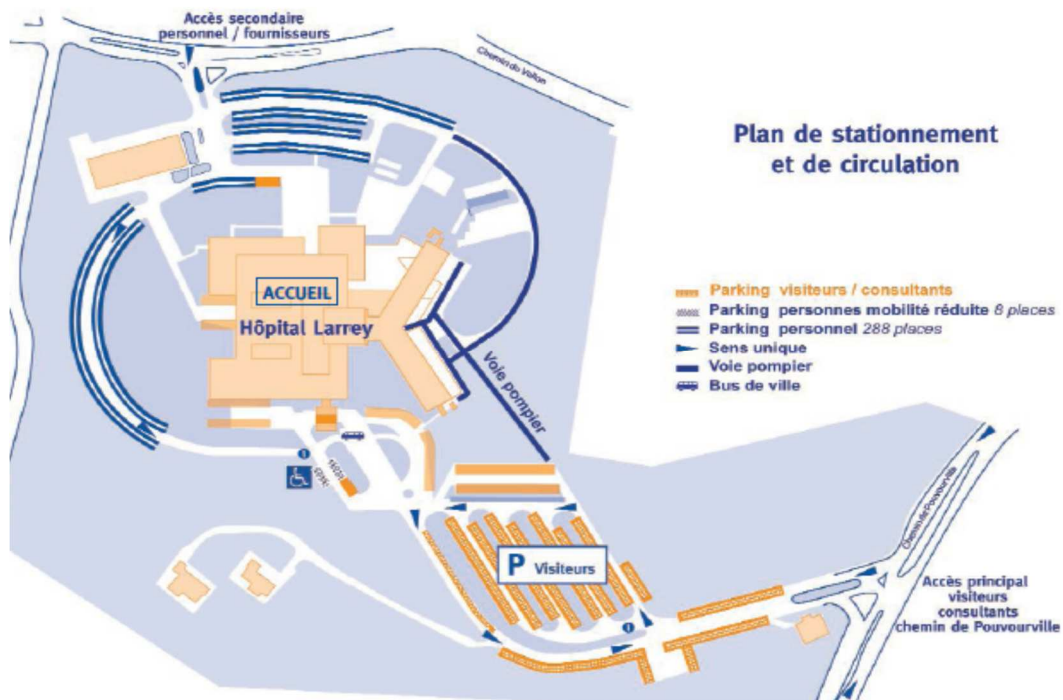 Accès secondaire
personnel / fournisseurs
Chemin du Vallon
Plan de stationnement
et de circulation
ACCUEIL
Hôpital Larrey
Parking visiteurs / consultants
Parking personnes mobilité réduite 8 places
Parking personnel 288 places
Sens unique
Voie pompier
Bus de ville
Voie pompier
P Visiteurs
Chemin de Pouvourville
Accès principal
visiteurs
consultants
chemin de Pouvourville